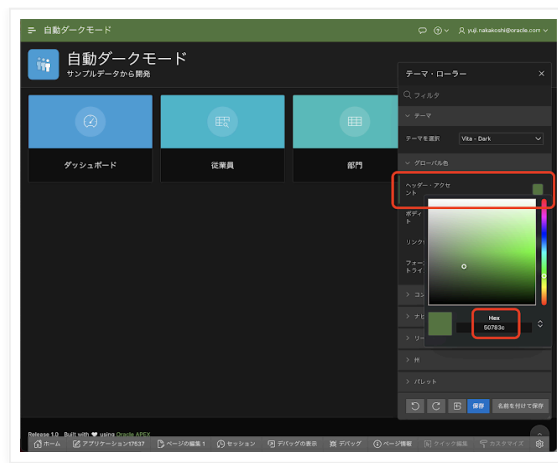 自動ダークモード
yuji.nakakoshi@oracle.com
自動ダークモード
サンプルデータから開発
ダッシュボード
従業員
部門
テーマ・ローラー
フィルタ
テーマ
テーマを選択 Vita - Dark
グローバル色
ヘッダー・アクセ
ント
ボディ
ト
リンク
フォー
トライ
コン
ナビ
リー
パレット
Hex
50783c
保存
名前を付けて保存
Release 1.0 Built with ♥ using Oracle APEX
ホーム アプリケーション17637 ページの編集 1 セッション デバッグの表示 デバッグ ページ情報 クイック編集 カスタマイズ